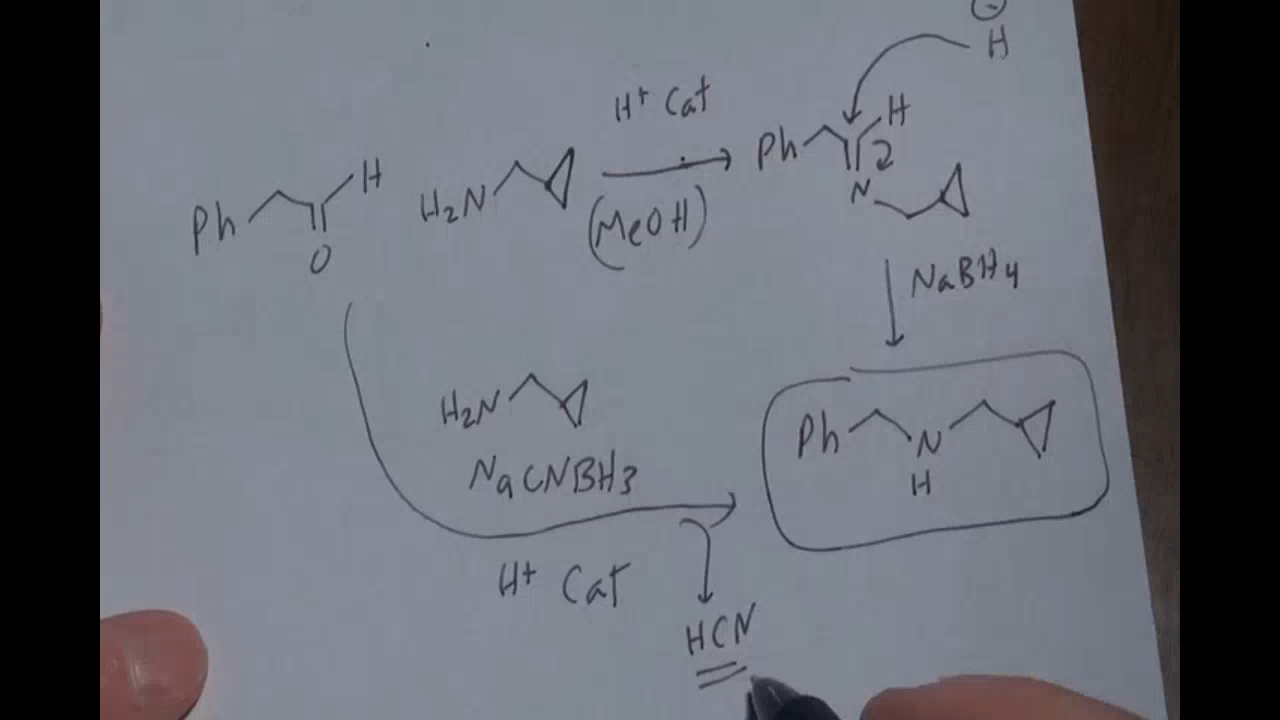 ⊖
H
H⁺ Cat
(MeOH)
Ph H
O
H₂N
Ph H
2
N
NaBH4
H₂N
NaCNBH3
H⁺ Cat
HCN
Ph N
H